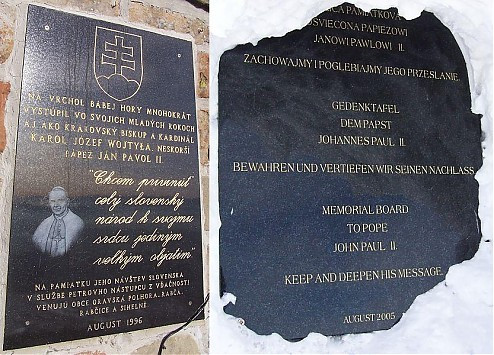 NA VRCHOL BABEJ HORY MNOHOKRÁT
VYSTÚPIL VO SVOJICH MLADÝCH ROKOCH
AJ AKO KRAKOVSKÝ BISKUP A KARDINÁL
KAROL JÓZEF WOJTYŁA, NESKORŠÍ
PÁPEŽ JÁN PAVOL II.
"Chcem privinúť
celý slovenský
národ k svojmu
srdcu jediným
veľkým objatím"
NA PAMIATKU JEHO NÁVŠTEV SLOVENSKA
V SLUŽBE PETROVHO NÁSTUPCU Z VĎAČNOSTI
VENUJÚ OBCE ORAVSKÁ POLHORA, RABČA,
RABČICE A SIHELNÉ.
AUGUST 1996
PAMIĄTKOWA
POŚWIĘCONA PAPIEŻOWI
JANOWI PAWŁOWI II.
ZACHOWAJMY I POGŁĘBIAJMY JEGO PRZESŁANIE.
GEDENKTAFEL
DEM PAPST
JOHANNES PAUL II.
BEWAHREN UND VERTIEFEN WIR SEINEN NACHLASS.
MEMORIAL BOARD
TO POPE
JOHN PAUL II.
KEEP AND DEEPEN HIS MESSAGE.
AUGUST 2005